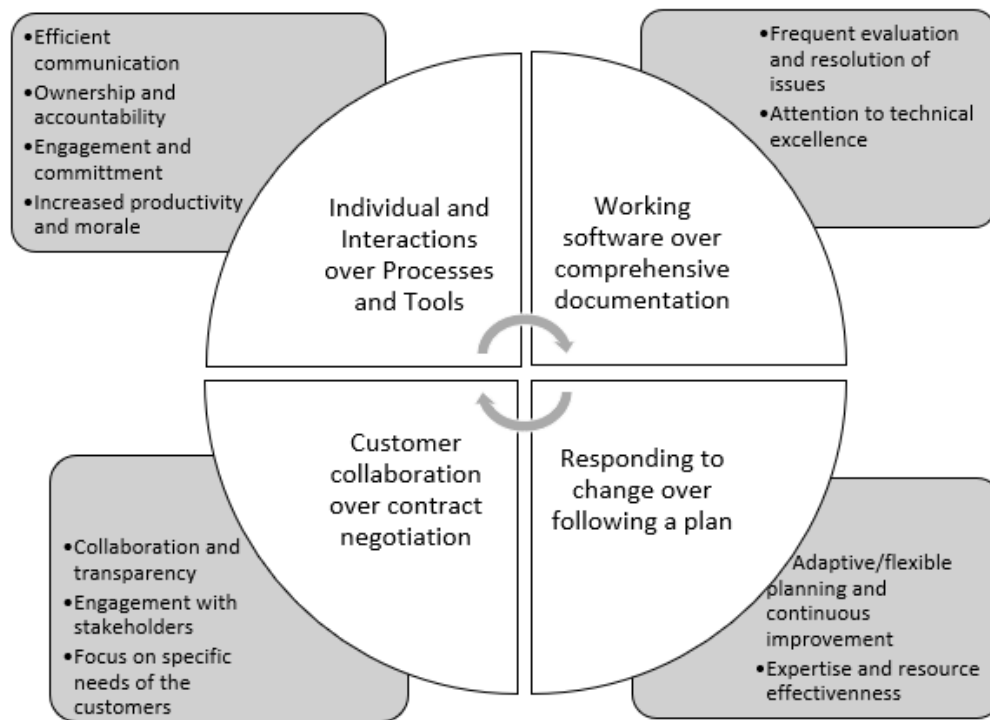 •Efficient
communication
•Ownership and
accountability
•Engagement and
committment
•Increased productivity
and morale
•Frequent evaluation
and resolution of
issues
•Attention to technical
excellence
Individual and
Interactions
over Processes
and Tools
Working
software over
comprehensive
documentation
Customer
collaboration
over contract
negotiation
Responding to
change over
following a plan
•Collaboration and
transparency
•Engagement with
stakeholders
•Focus on specific
needs of the
customers
Adaptive/flexible
planning and
continuous
improvement
•Expertise and resource
effectiveness